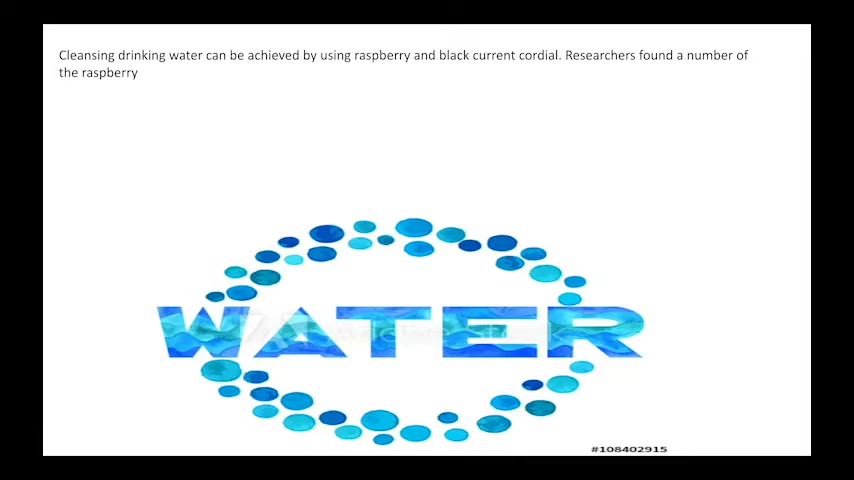 Cleansing drinking water can be achieved by using raspberry and black current cordial. Researchers found a number of
the raspberry
WATER
#108402915